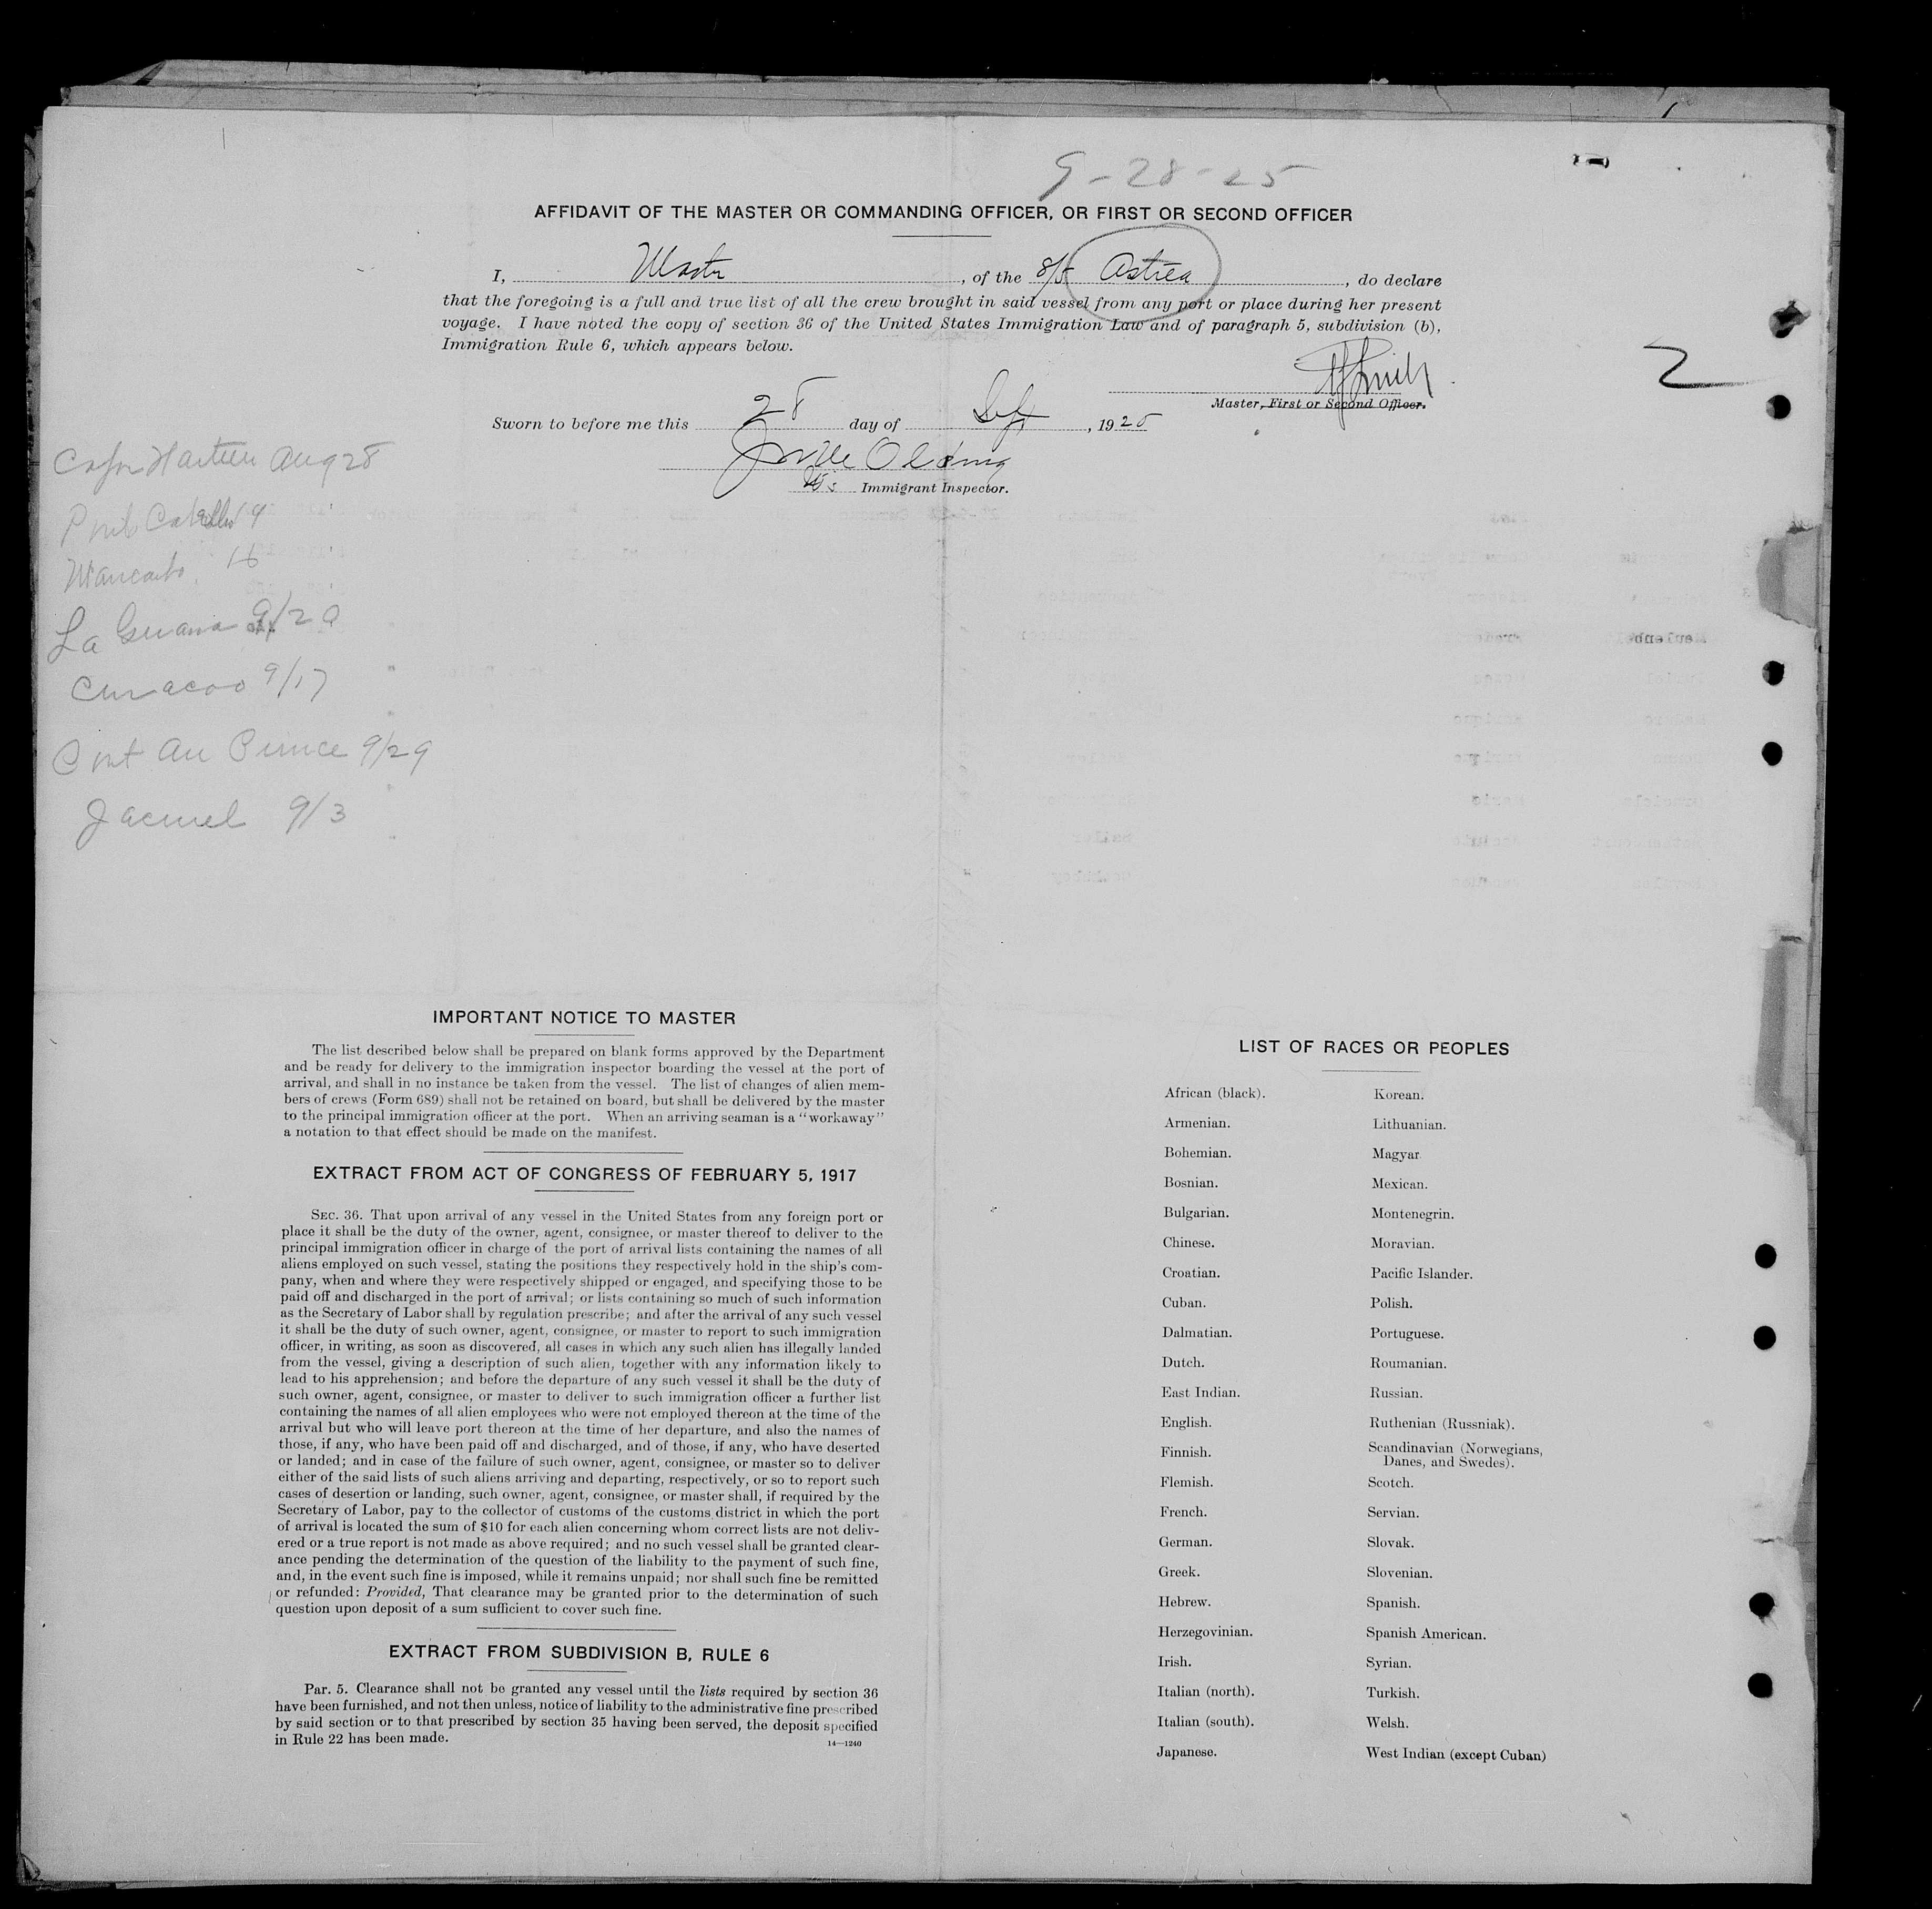 9-28-25
AFFIDAVIT OF THE MASTER OR COMMANDING OFFICER, OR FIRST OR SECOND OFFICER
I, Master, of the S/S Astrea, do declare
that the foregoing is a full and true list of all the crew brought in said vessel from any port or place during her present
voyage. I have noted the copy of section 36 of the United States Immigration Law and of paragraph 5, subdivision (b),
Immigration Rule 6, which appears below.
2
Master, First or Second Officer.
Sworn to before me this 28 day of Sept, 1925
Immigrant Inspector.
Aug 28
La Guaira 9/20
Curacao 9/17
Port Au Prince 9/29
Jacmel 9/3
IMPORTANT NOTICE TO MASTER
The list described below shall be prepared on blank forms approved by the Department
and be ready for delivery to the immigration inspector boarding the vessel at the port of
arrival, and shall in no instance be taken from the vessel. The list of changes of alien mem-
bers of crews (Form 689) shall not be retained on board, but shall be delivered by the master
to the principal immigration officer at the port. When an arriving seaman is a "workaway"
a notation to that effect should be made on the manifest.
EXTRACT FROM ACT OF CONGRESS OF FEBRUARY 5, 1917
SEC. 36. That upon arrival of any vessel in the United States from any foreign port or
place it shall be the duty of the owner, agent, consignee, or master thereof to deliver to the
principal immigration officer in charge of the port of arrival lists containing the names of all
aliens employed on such vessel, stating the positions they respectively hold in the ship's com-
pany, when and where they were respectively shipped or engaged, and specifying those to be
paid off and discharged in the port of arrival; or lists containing so much of such information
as the Secretary of Labor shall by regulation prescribe; and after the arrival of any such vessel
it shall be the duty of such owner, agent, consignee, or master to report to such immigration
officer, in writing, as soon as discovered, all cases in which any such alien has illegally landed
from the vessel, giving a description of such alien, together with any information likely to
lead to his apprehension; and before the departure of any such vessel it shall be the duty of
such owner, agent, consignee, or master to deliver to such immigration officer a further list
containing the names of all alien employees who were not employed thereon at the time of the
arrival but who will leave port thereon at the time of her departure, and also the names of
those, if any, who have been paid off and discharged, and of those, if any, who have deserted
or landed; and in case of the failure of such owner, agent, consignee, or master so to deliver
either of the said lists of such aliens arriving and departing, respectively, or so to report such
cases of desertion or landing, such owner, agent, consignee, or master shall, if required by the
Secretary of Labor, pay to the collector of customs of the customs district in which the port
of arrival is located the sum of $10 for each alien concerning whom correct lists are not deliv-
ered or a true report is not made as above required; and no such vessel shall be granted clear-
ance pending the determination of the question of the liability to the payment of such fine,
and, in the event such fine is imposed, while it remains unpaid; nor shall such fine be remitted
or refunded: Provided, That clearance may be granted prior to the determination of such
question upon deposit of a sum sufficient to cover such fine.
EXTRACT FROM SUBDIVISION B, RULE 6
Par. 5. Clearance shall not be granted any vessel until the lists required by section 36
have been furnished, and not then unless, notice of liability to the administrative fine prescribed
by said section or to that prescribed by section 35 having been served, the deposit specified
in Rule 22 has been made.
14—1240
LIST OF RACES OR PEOPLES
African (black).
Armenian.
Bohemian.
Bosnian.
Bulgarian.
Chinese.
Croatian.
Cuban.
Dalmatian.
Dutch.
East Indian.
English.
Finnish.
Flemish.
French.
German.
Greek.
Hebrew.
Herzegovinian.
Irish.
Italian (north).
Italian (south).
Japanese.
Korean.
Lithuanian.
Magyar.
Mexican.
Montenegrin.
Moravian.
Pacific Islander.
Polish.
Portuguese.
Roumanian.
Russian.
Ruthenian (Russniak).
Scandinavian (Norwegians,
Danes, and Swedes).
Scotch.
Servian.
Slovak.
Slovenian.
Spanish.
Spanish American.
Syrian.
Turkish.
Welsh.
West Indian (except Cuban)